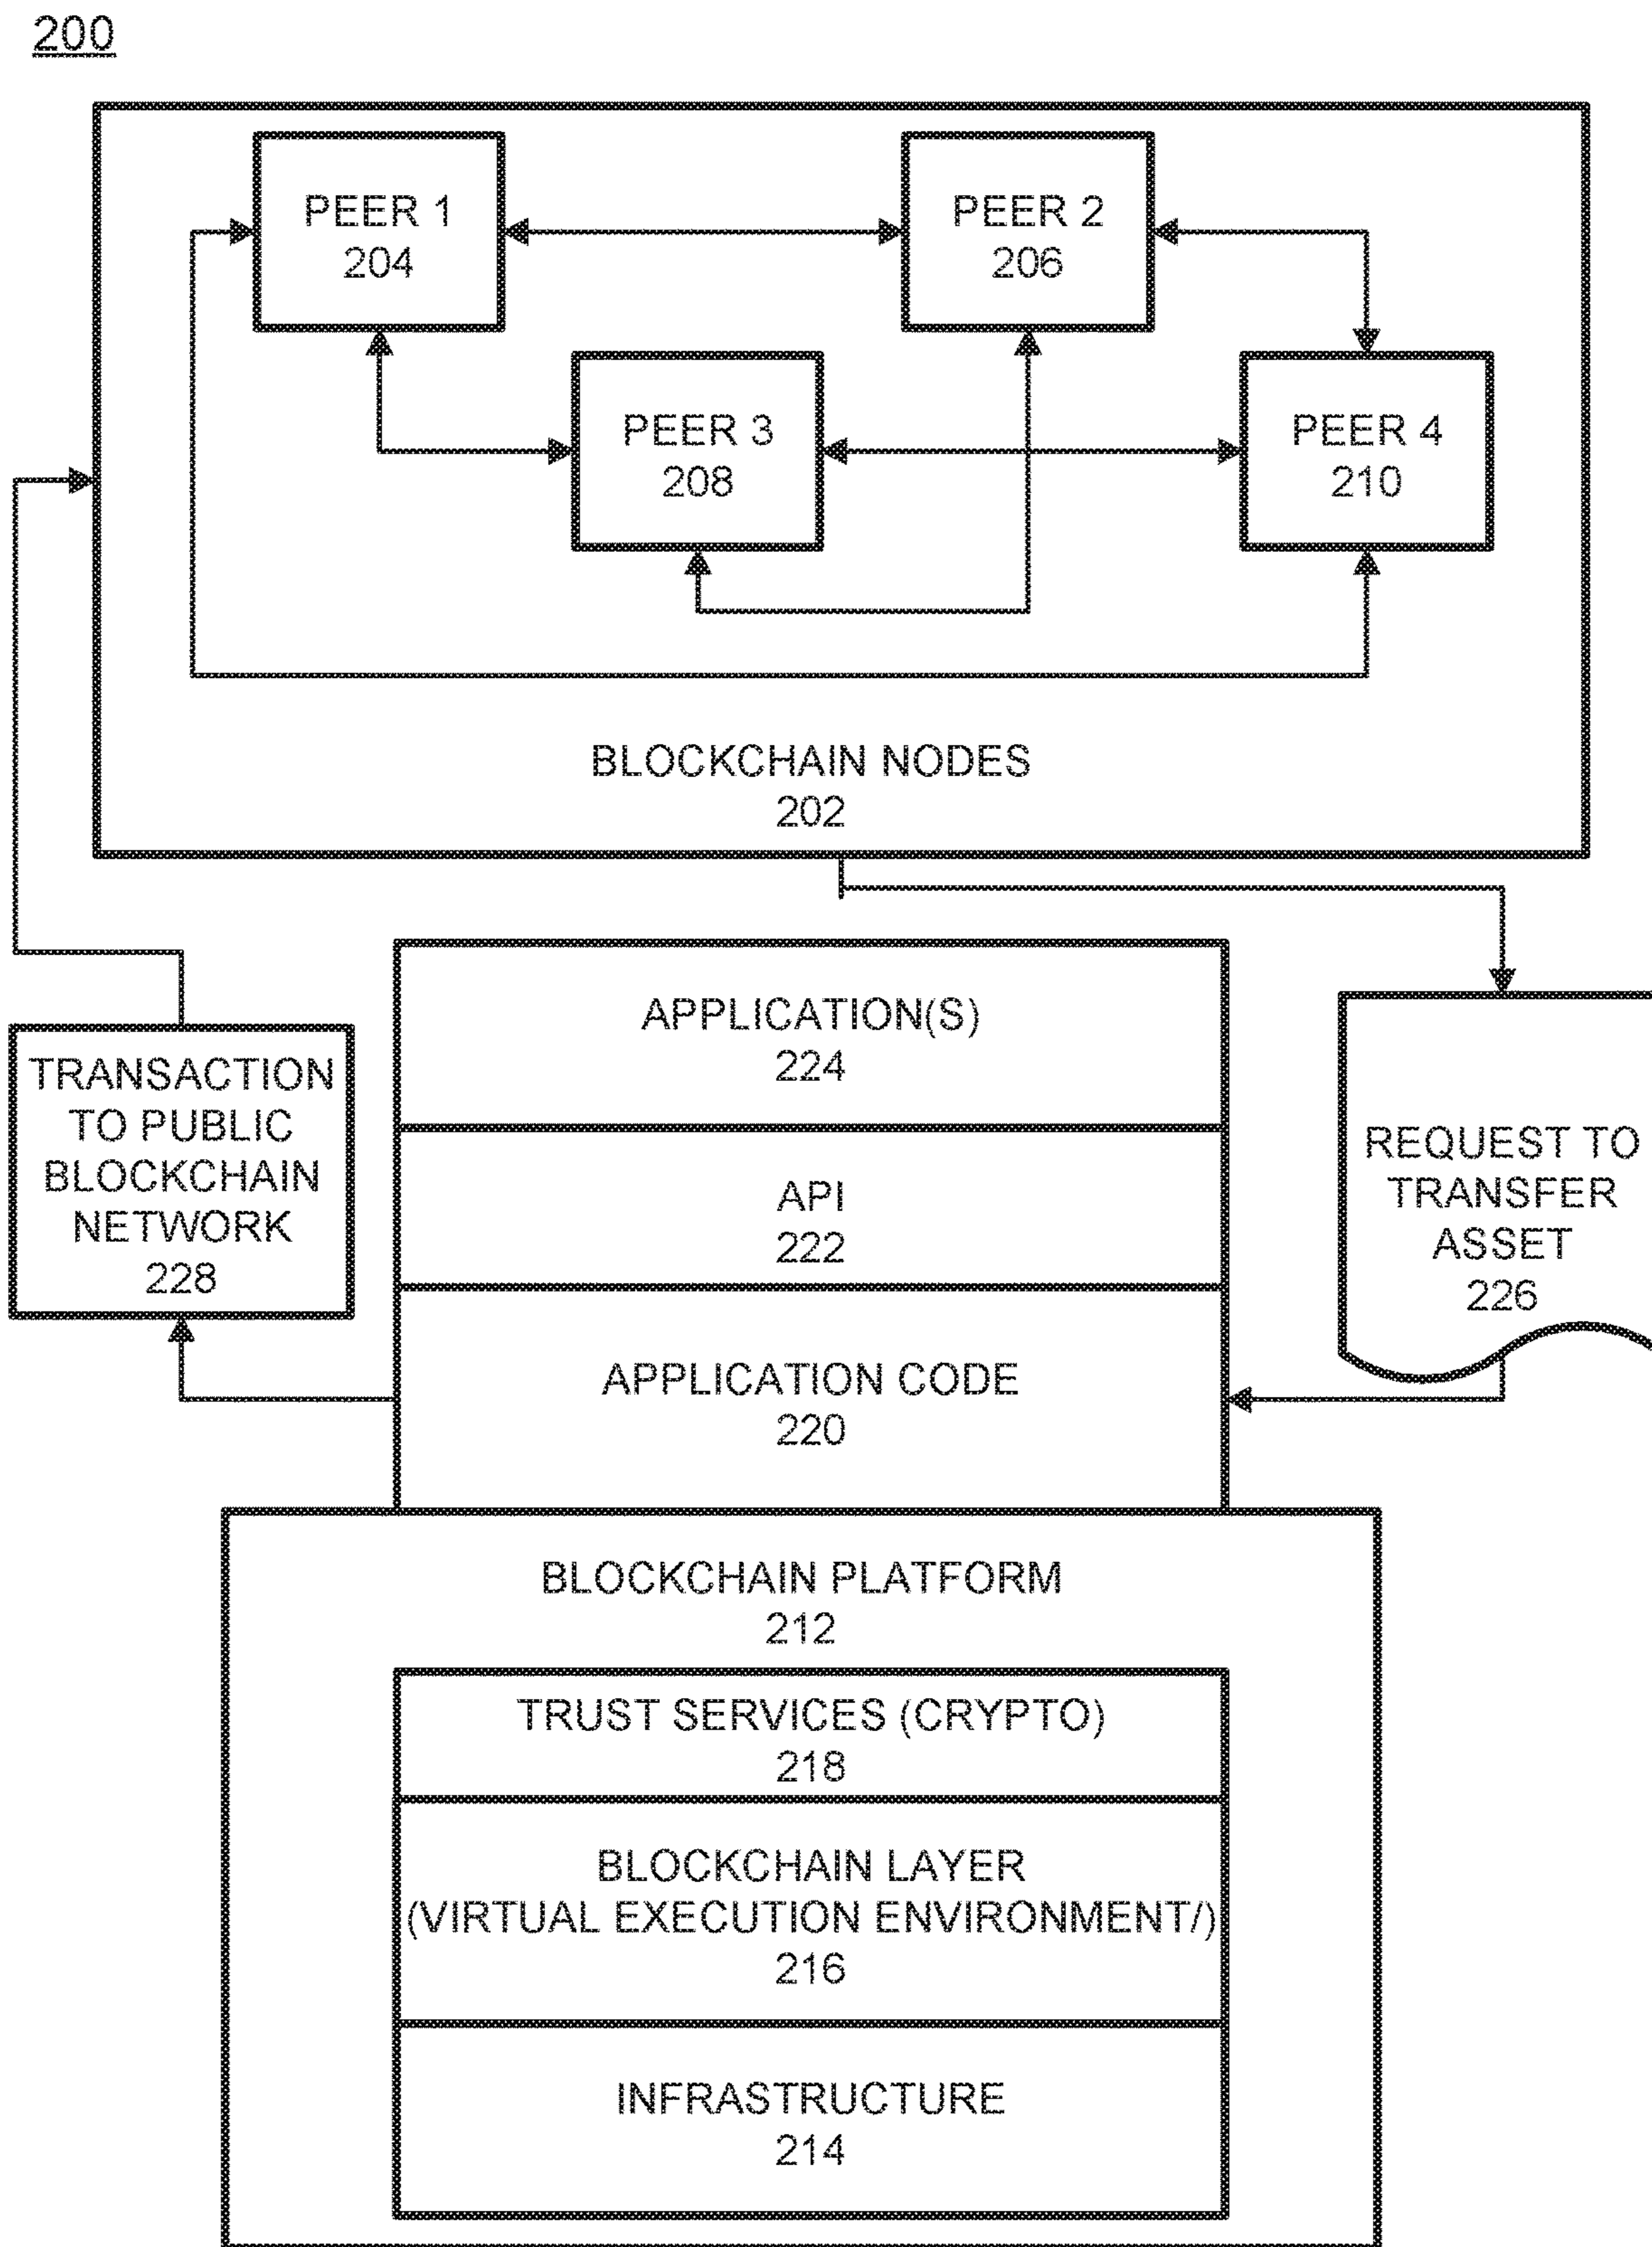 200
PEER 1
204
PEER 2
206
PEER 3
208
PEER 4
210
BLOCKCHAIN NODES
202
APPLICATION(S)
224
TRANSACTION
TO PUBLIC
BLOCKCHAIN
NETWORK
228
API
222
REQUEST TO
TRANSFER
ASSET
226
APPLICATION CODE
220
BLOCKCHAIN PLATFORM
212
TRUST SERVICES (CRYPTO)
218
BLOCKCHAIN LAYER
(VIRTUAL EXECUTION ENVIRONMENT/)
216
INFRASTRUCTURE
214